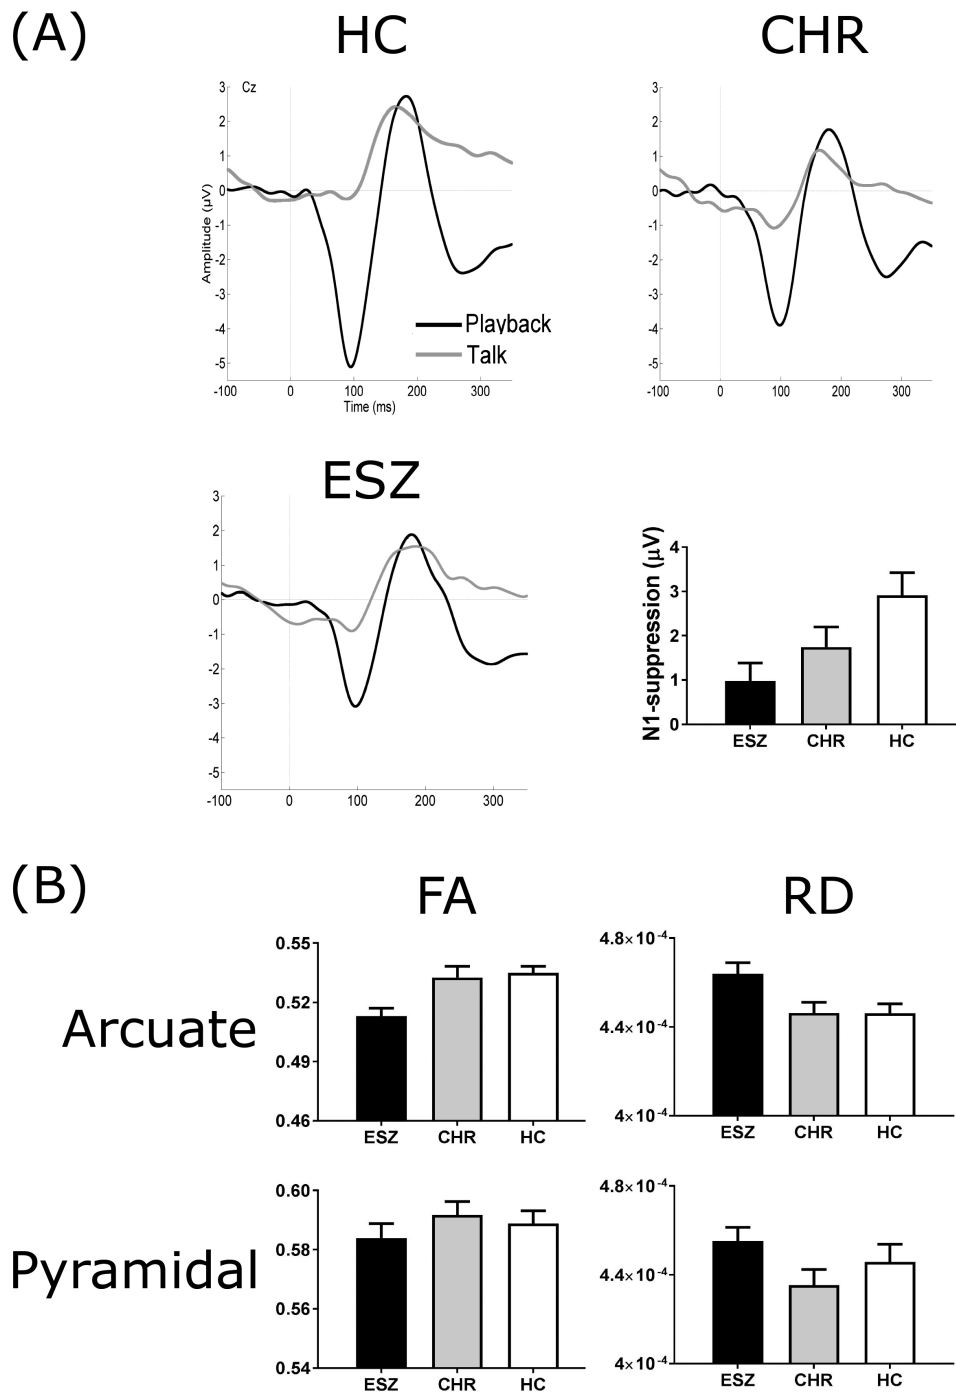 (A)
HC
CHR
Cz
3
2
1
0
-1
-2
-3
-4
-5
Amplitude (μV)
-100 0 100 200 300
Time (ms)
Playback
Talk
3
2
1
0
-1
-2
-3
-4
-5
-100 0 100 200 300
ESZ
3
2
1
0
-1
-2
-3
-4
-5
-100 0 100 200 300
N1-suppression (μV)
4
3
2
1
0
ESZ CHR HC
(B)
FA
RD
Arcuate
0.55
0.52
0.49
0.46
ESZ CHR HC
4.8×10⁻⁴
4.4×10⁻⁴
4×10⁻⁴
ESZ CHR HC
Pyramidal
0.60
0.58
0.56
0.54
ESZ CHR HC
4.8×10⁻⁴
4.4×10⁻⁴
4×10⁻⁴
ESZ CHR HC